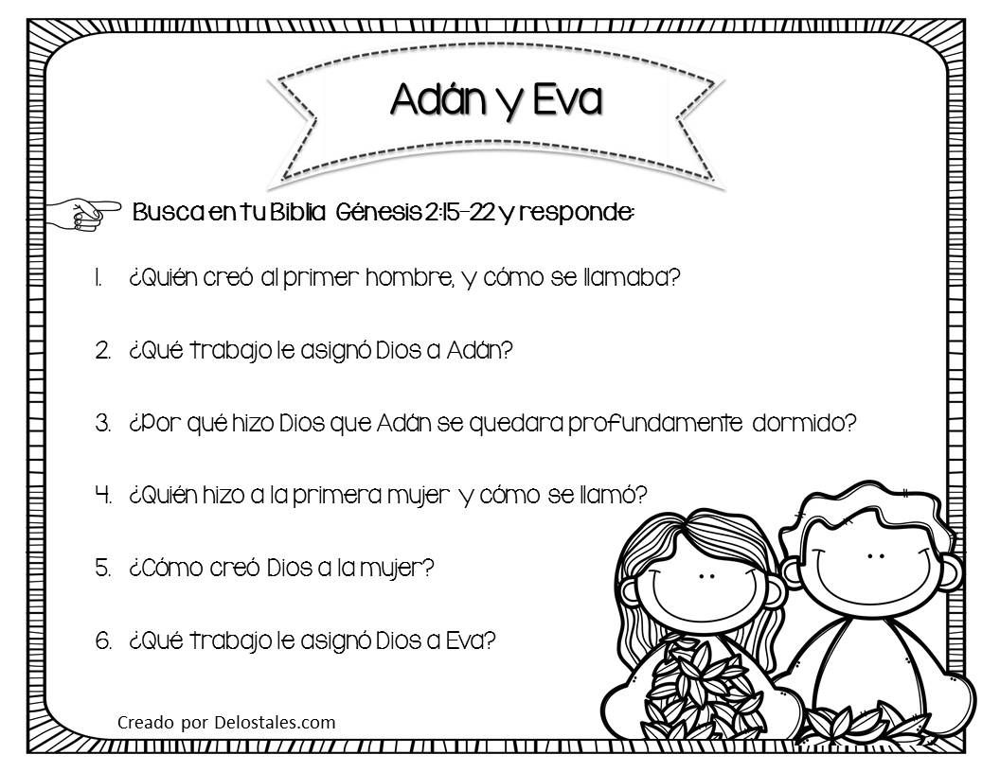 Adán y Eva
Busca en tu Biblia Génesis 2:15-22 y responde:
1. ¿Quién creó al primer hombre, y cómo se llamaba?
2. ¿Qué trabajo le asignó Dios a Adán?
3. ¿Por qué hizo Dios que Adán se quedara profundamente dormido?
4. ¿Quién hizo a la primera mujer y cómo se llamó?
5. ¿Cómo creó Dios a la mujer?
6. ¿Qué trabajo le asignó Dios a Eva?
Creado por Delostales.com